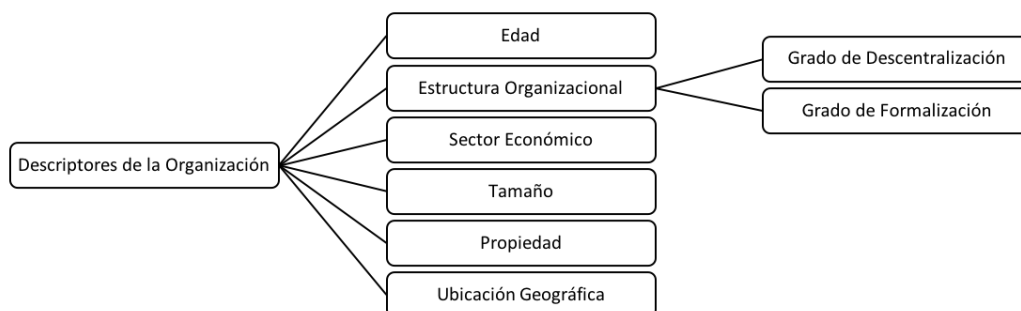 Descriptores de la Organización
Edad
Estructura Organizacional
Sector Económico
Tamaño
Propiedad
Ubicación Geográfica
Grado de Descentralización
Grado de Formalización